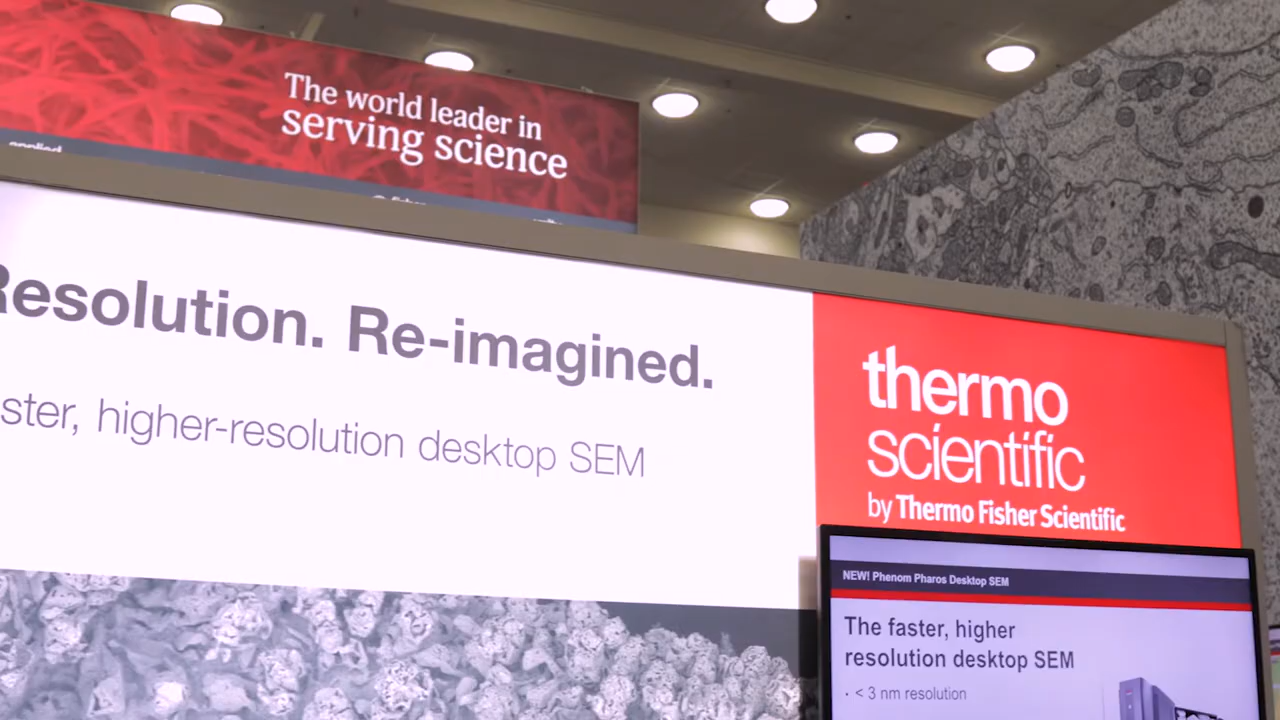 The world leader in
serving science
applied
Resolution. Re-imagined.
ster, higher-resolution desktop SEM
thermo
scientific
by Thermo Fisher Scientific
NEW! Phenom Pharos Desktop SEM
The faster, higher
resolution desktop SEM
· < 3 nm resolution